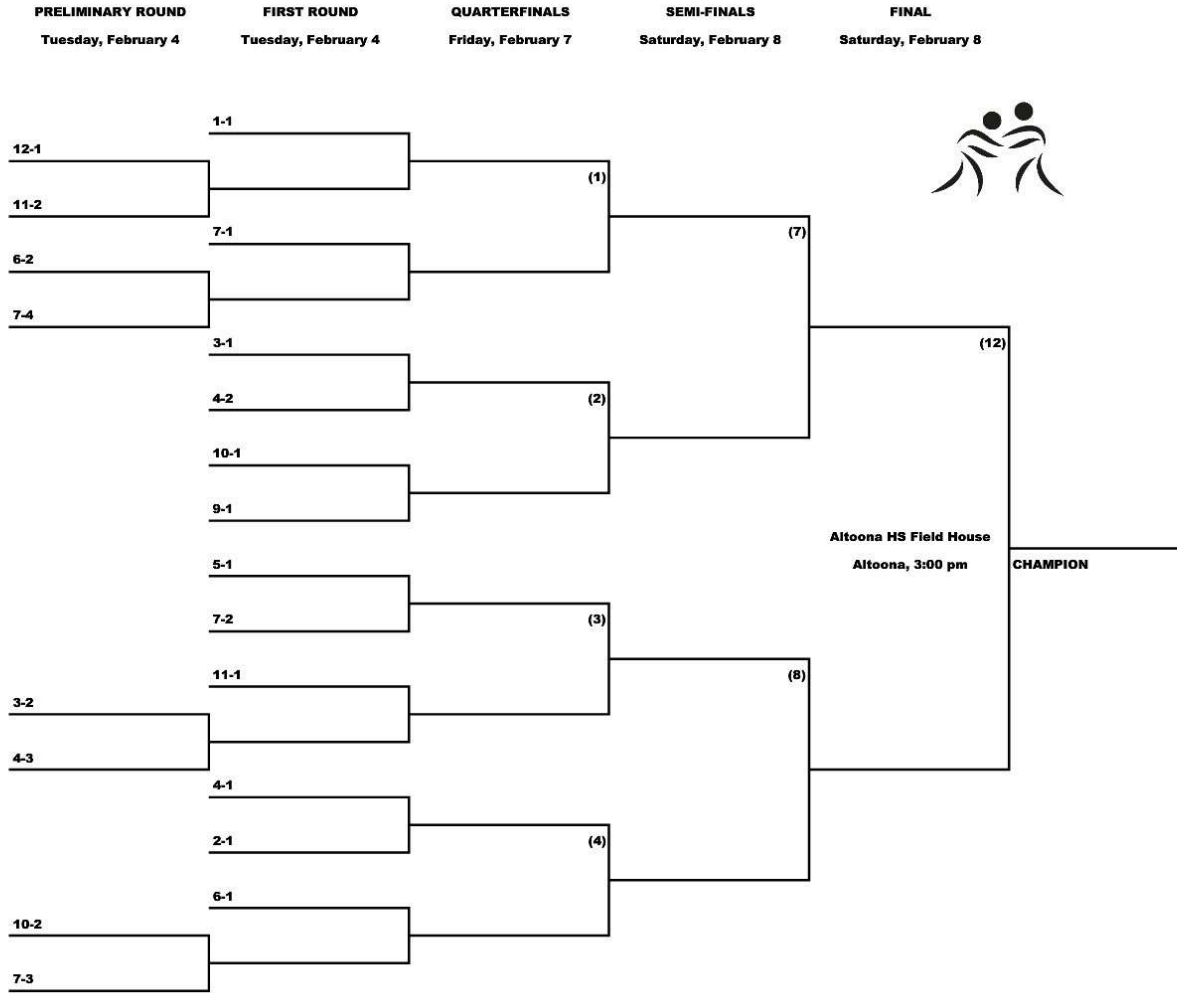 PRELIMINARY ROUND
Tuesday, February 4
FIRST ROUND
Tuesday, February 4
QUARTERFINALS
Friday, February 7
SEMI-FINALS
Saturday, February 8
FINAL
Saturday, February 8
1-1
12-1
(1)
11-2
7-1
(7)
6-2
7-4
3-1
(12)
4-2
(2)
10-1
9-1
Altoona HS Field House
Altoona, 3:00 pm
CHAMPION
5-1
7-2
(3)
11-1
(8)
3-2
4-3
4-1
2-1
(4)
6-1
10-2
7-3